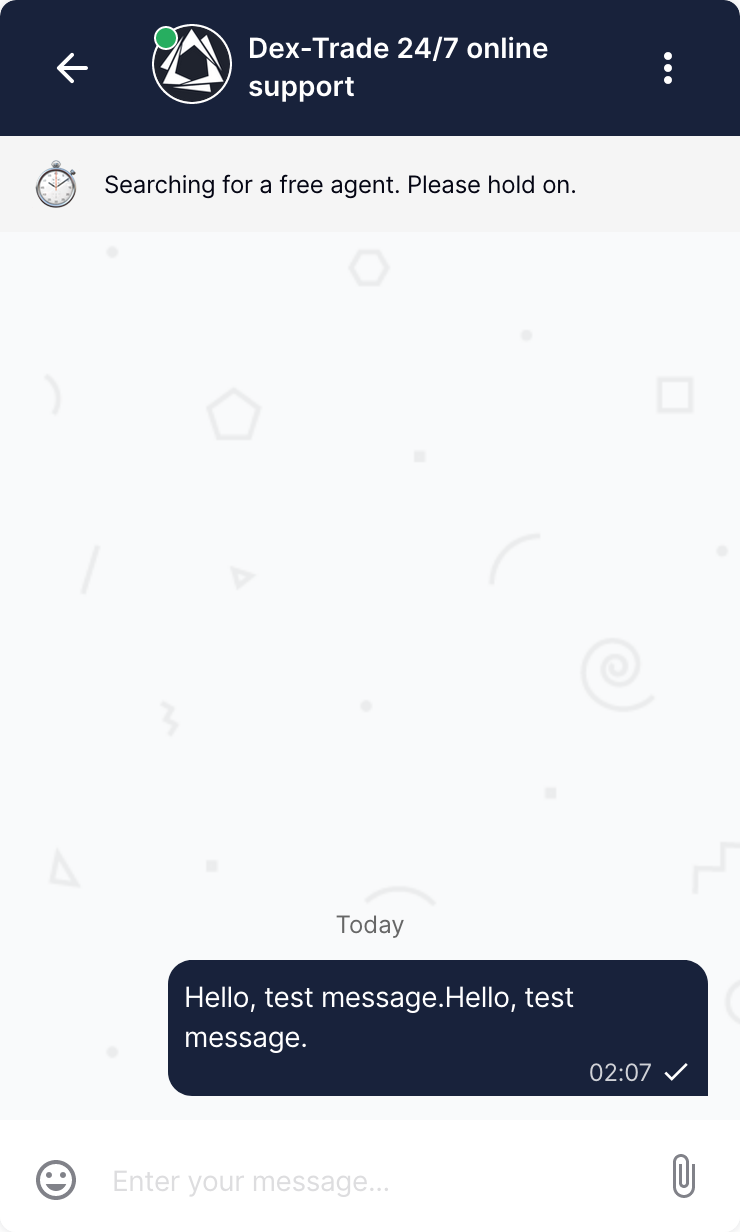 Dex-Trade 24/7 online
support
Searching for a free agent. Please hold on.
Today
Hello, test message.Hello, test
message.
02:07
Enter your message...